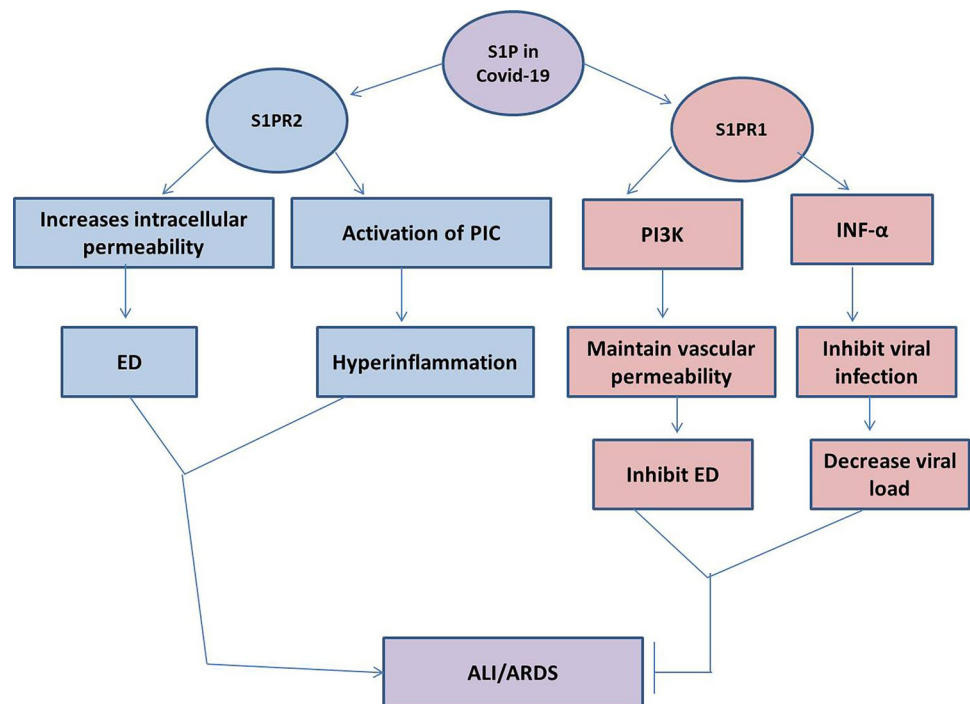 S1P in
Covid-19
S1PR2
S1PR1
Increases intracellular
permeability
Activation of PIC
PI3K
INF-α
ED
Hyperinflammation
Maintain vascular
permeability
Inhibit viral
infection
Inhibit ED
Decrease viral
load
ALI/ARDS